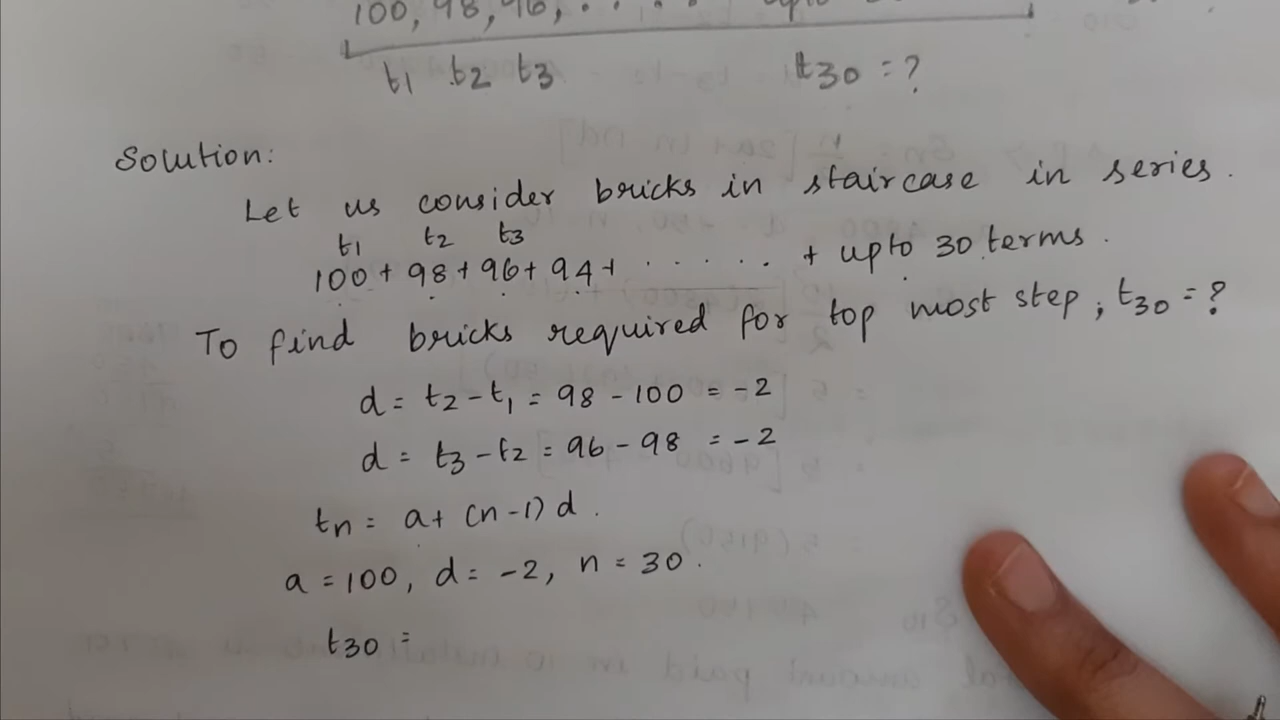 100, 98, 96, . . . . upto
t1 t2 t3 t30 = ?
Solution:
Let us consider bricks in staircase in series.
t1 t2 t3
100 + 98 + 96 + 94 + . . . . . . + upto 30 terms.
To find bricks required for top most step ; t30 = ?
d = t2 - t1 = 98 - 100 = -2
d = t3 - t2 = 96 - 98 = -2
tn = a + (n-1) d .
a = 100, d = -2, n = 30 .
t30 =